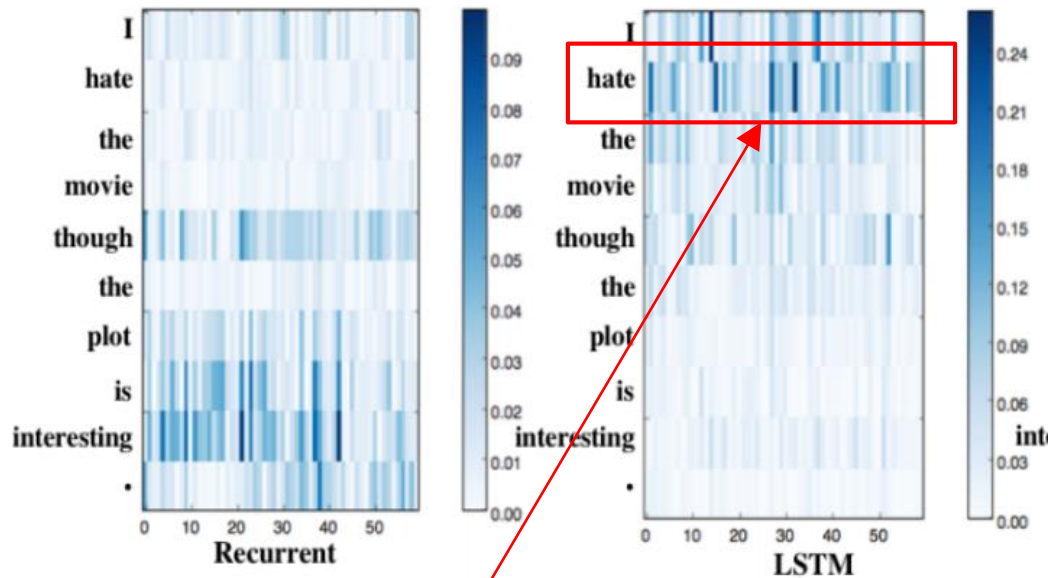 I
hate
the
movie
though
the
plot
is
interesting
.
0 10 20 30 40 50
Recurrent
0.09
0.08
0.07
0.06
0.05
0.04
0.03
0.02
0.01
0.00
I
hate
the
movie
though
the
plot
is
interesting
.
0 10 20 30 40 50
LSTM
0.24
0.21
0.18
0.15
0.12
0.09
0.06
0.03
0.00